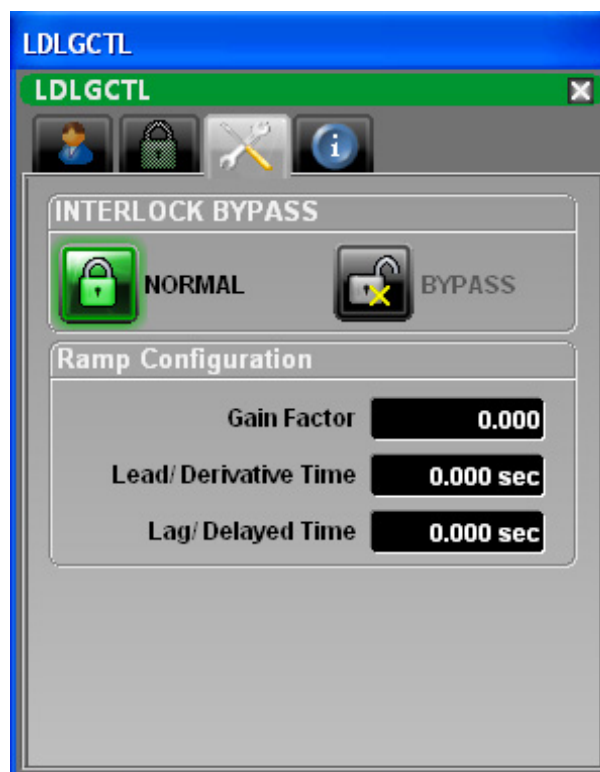 LDLGCTL
LDLGCTL
INTERLOCK BYPASS
NORMAL BYPASS
Ramp Configuration
Gain Factor 0.000
Lead/Derivative Time 0.000 sec
Lag/Delayed Time 0.000 sec